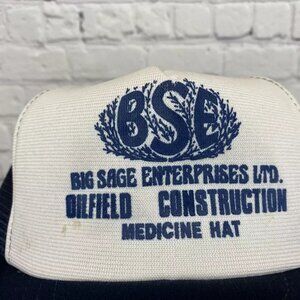 BSE
BIG SAGE ENTERPRISES LTD.
OILFIELD CONSTRUCTION
MEDICINE HAT